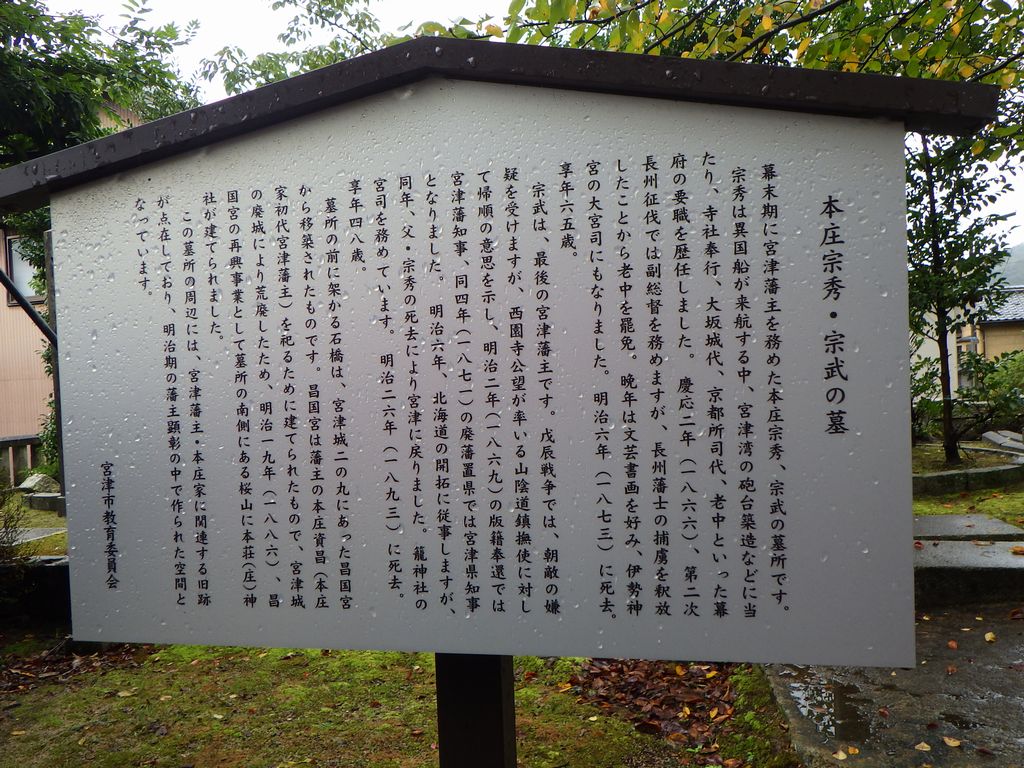 本庄宗秀・宗武の墓
幕末期に宮津藩主を務めた本庄宗秀、宗武の墓所です。
宗秀は異国船が来航する中、宮津湾の砲台築造などに当
たり、寺社奉行、大坂城代、京都所司代、老中といった幕
府の要職を歴任しました。慶応二年（一八六六）、第二次
長州征伐では副総督を務めますが、長州藩士の捕虜を釈放
したことから老中を罷免。晩年は文芸書画を好み、伊勢神
宮の大宮司にもなりました。明治六年（一八七三）に死去。
享年六五歳。
宗武は、最後の宮津藩主です。戊辰戦争では、朝敵の嫌
疑を受けますが、西園寺公望が率いる山陰道鎮撫使に対し
て帰順の意思を示し、明治二年（一八六九）の版籍奉還では
宮津藩知事、同四年（一八七一）の廃藩置県では宮津県知事
となりました。明治六年、北海道の開拓に従事しますが、
同年、父・宗秀の死去により宮津に戻りました。籠神社の
宮司を務めています。明治二六年（一八九三）に死去。
享年四八歳。
墓所の前に架かる石橋は、宮津城二の丸にあった昌国宮
から移築されたものです。昌国宮は藩主の本庄資昌（本庄
家初代宮津藩主）を祀るために建てられたもので、宮津城
の廃城により荒廃したため、明治一九年（一八八六）、昌
国宮の再興事業として墓所の南側にある桜山に本荘（庄）神
社が建てられました。
この墓所の周辺には、宮津藩主・本庄家に関連する旧跡
が点在しており、明治期の藩主顕彰の中で作られた空間と
なっています。
宮津市教育委員会